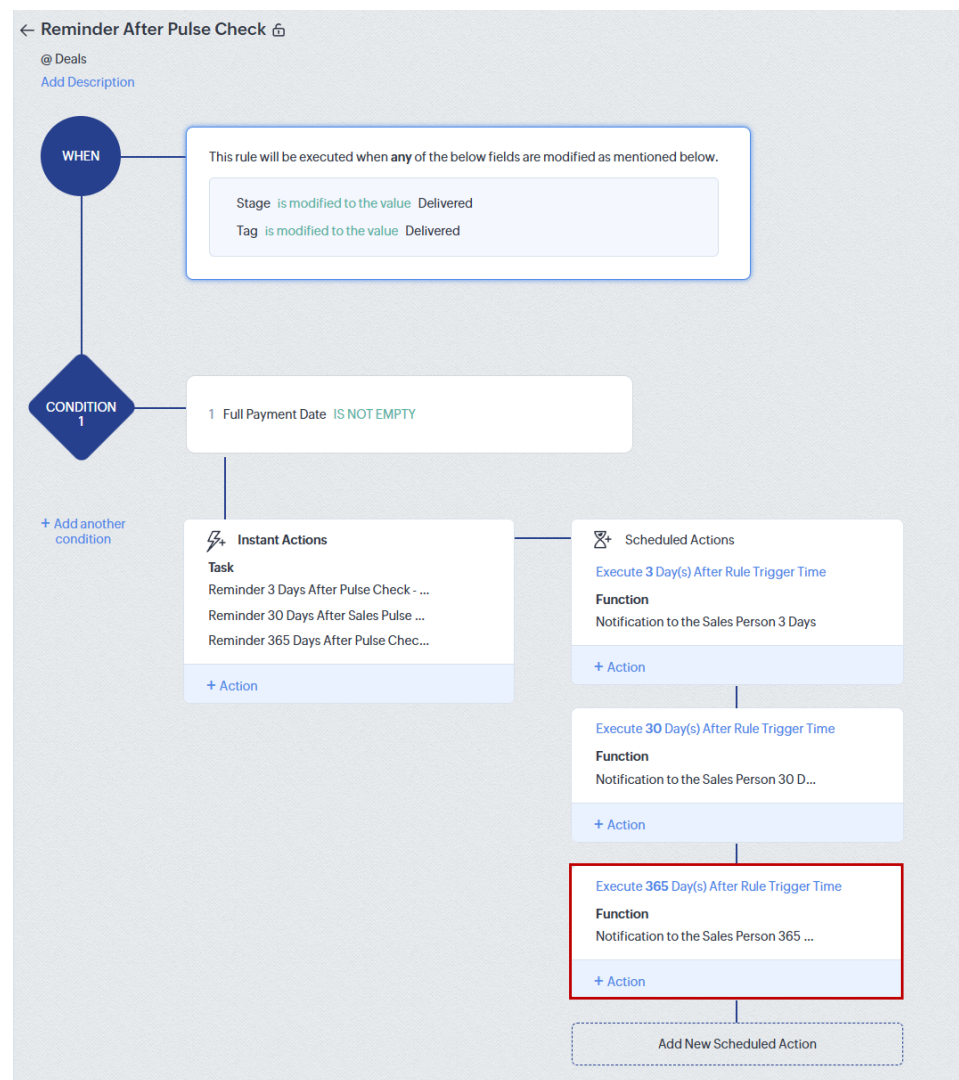 Reminder After Pulse Check
@ Deals
Add Description
WHEN
This rule will be executed when any of the below fields are modified as mentioned below.
Stage is modified to the value Delivered
Tag is modified to the value Delivered
CONDITION
1
1 Full Payment Date IS NOT EMPTY
+ Add another
condition
Instant Actions
Task
Reminder 3 Days After Pulse Check - ...
Reminder 30 Days After Sales Pulse ...
Reminder 365 Days After Pulse Chec...
+ Action
Scheduled Actions
Execute 3 Day(s) After Rule Trigger Time
Function
Notification to the Sales Person 3 Days
+ Action
Execute 30 Day(s) After Rule Trigger Time
Function
Notification to the Sales Person 30 D...
+ Action
Execute 365 Day(s) After Rule Trigger Time
Function
Notification to the Sales Person 365 ...
+ Action
Add New Scheduled Action